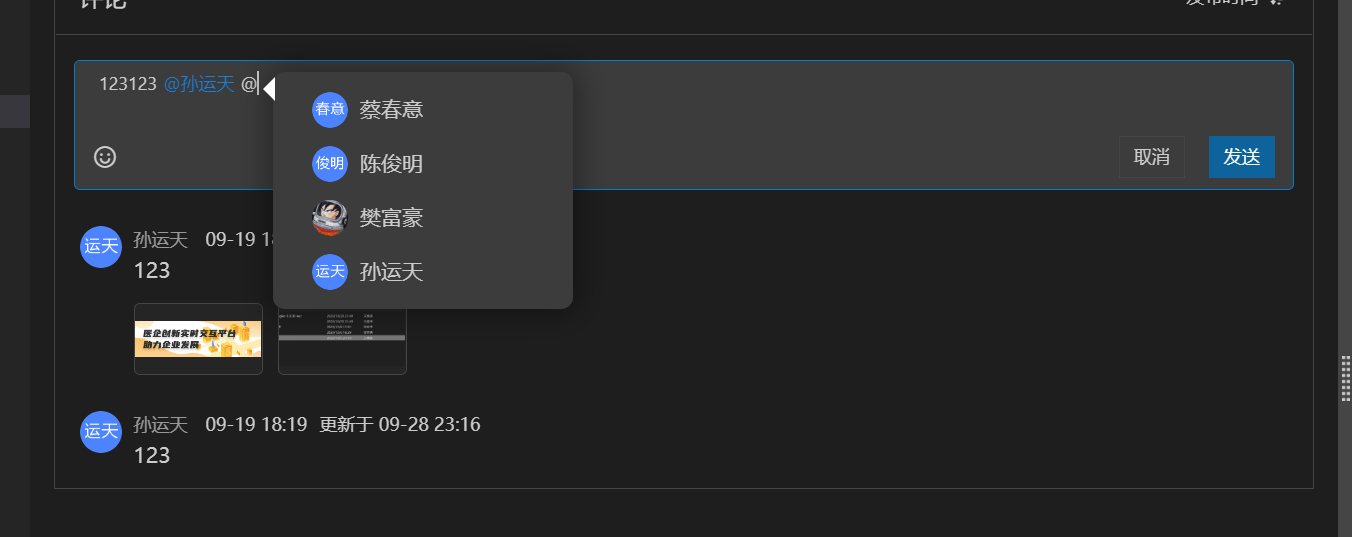 评论
发布时间
123123 @孙运天 @
取消
发送
春意 蔡春意
俊明 陈俊明
樊富豪
运天 孙运天
运天 孙运天 09-19 18
123
医企创新实时交互平台
助力企业发展
运天 孙运天 09-19 18:19 更新于 09-28 23:16
123